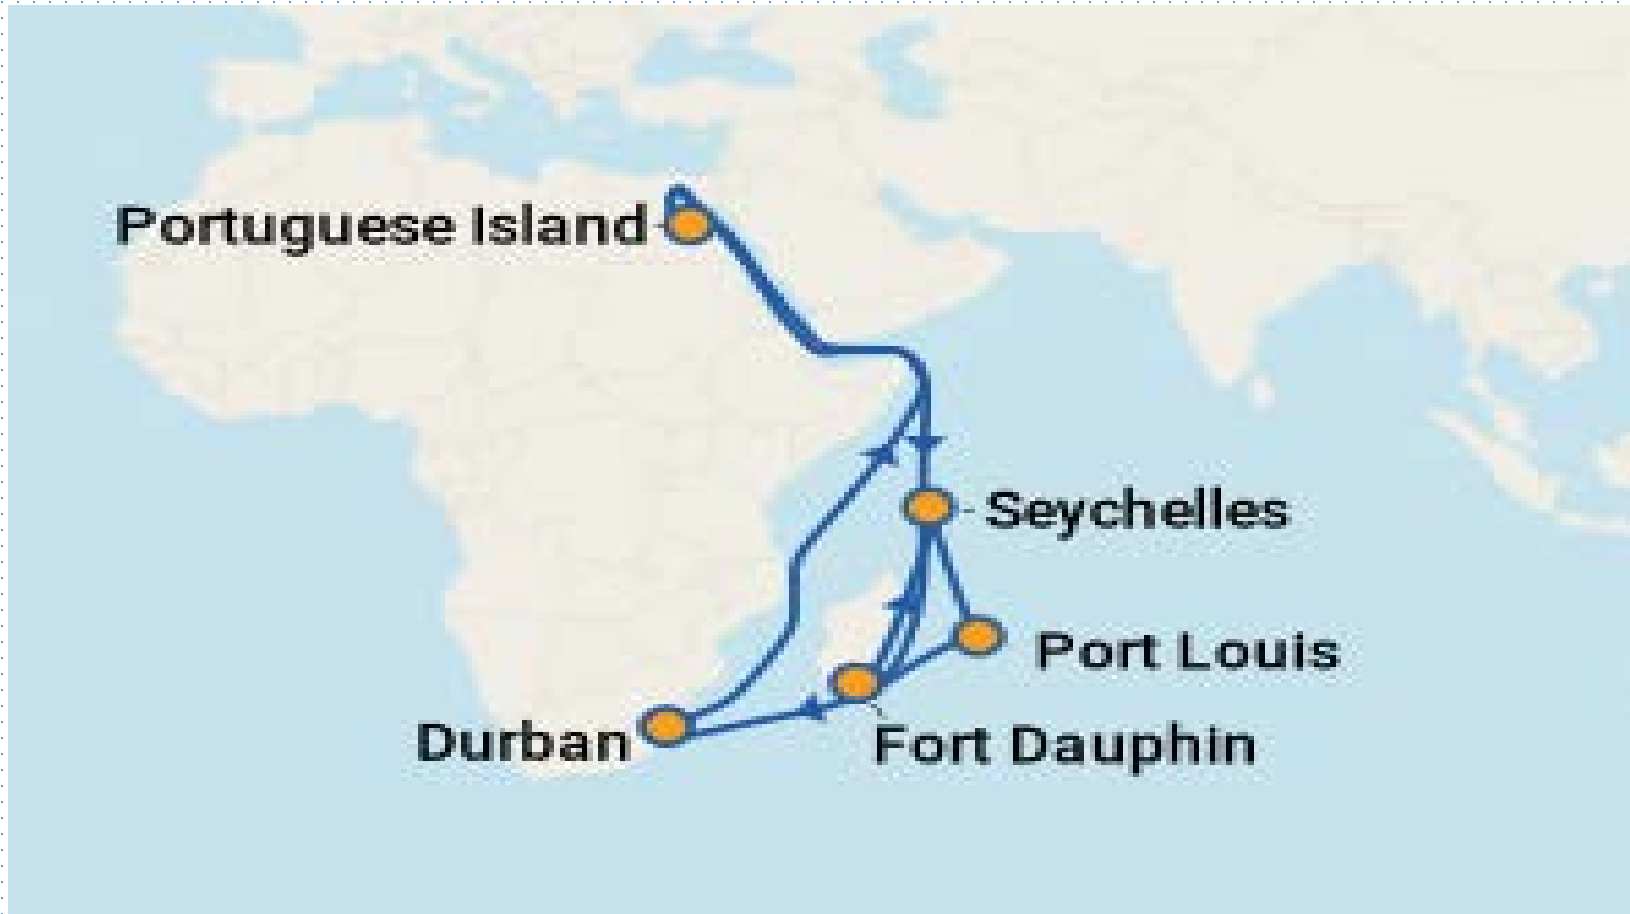 Portuguese Island
Seychelles
Port Louis
Durban
Fort Dauphin